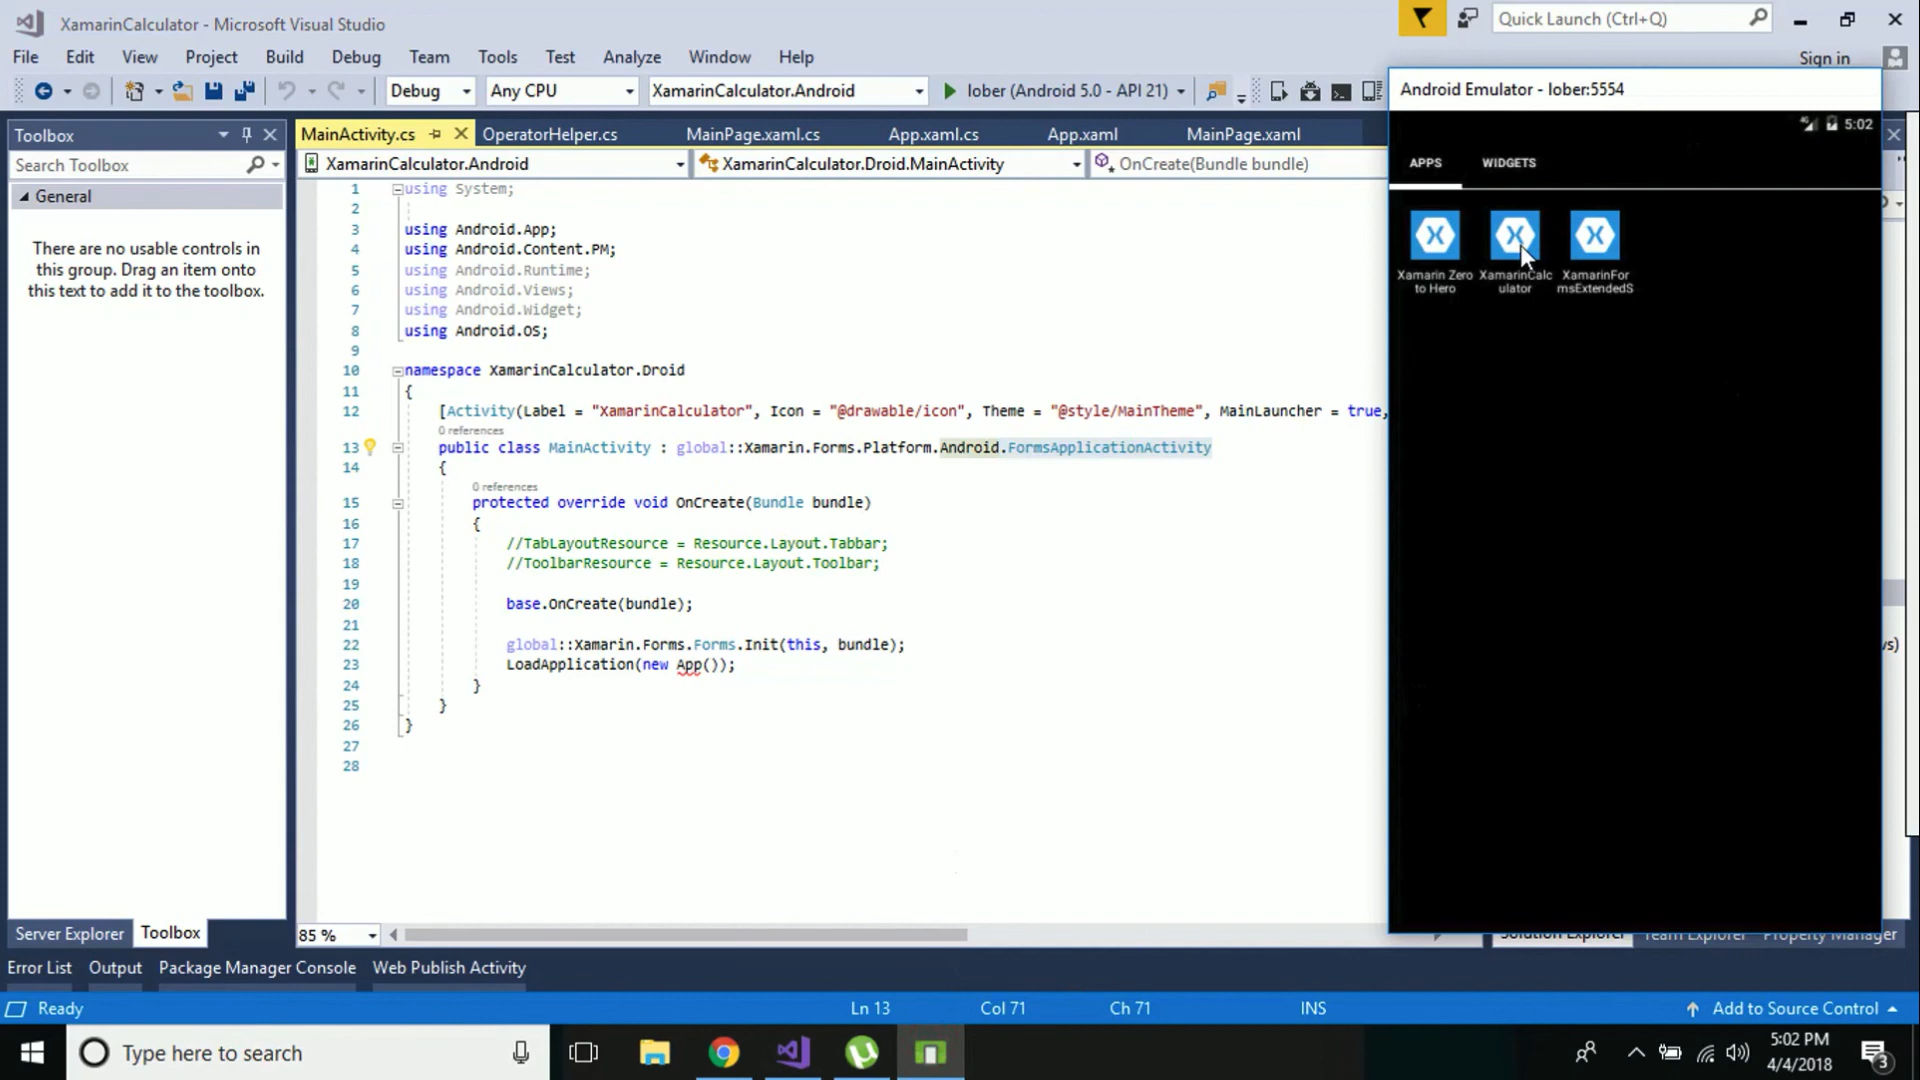 XamarinCalculator - Microsoft Visual Studio
Quick Launch (Ctrl+Q)
File Edit View Project Build Debug Team Tools Test Analyze Window Help
Sign in
Debug Any CPU XamarinCalculator.Android lober (Android 5.0 - API 21)
Android Emulator - lober:5554
5:02
APPS WIDGETS
Xamarin Zero to Hero
XamarinCalculator
XamarinFormsExtendedS
Toolbox
Search Toolbox
General
There are no usable controls in
this group. Drag an item onto
this text to add it to the toolbox.
MainActivity.cs OperatorHelper.cs MainPage.xaml.cs App.xaml.cs App.xaml MainPage.xaml
XamarinCalculator.Android XamarinCalculator.Droid.MainActivity OnCreate(Bundle bundle)
1 using System;
2
3 using Android.App;
4 using Android.Content.PM;
5 using Android.Runtime;
6 using Android.Views;
7 using Android.Widget;
8 using Android.OS;
9
10 namespace XamarinCalculator.Droid
11 {
12 [Activity(Label = "XamarinCalculator", Icon = "@drawable/icon", Theme = "@style/MainTheme", MainLauncher = true,
0 references
13 public class MainActivity : global::Xamarin.Forms.Platform.Android.FormsApplicationActivity
14 {
0 references
15 protected override void OnCreate(Bundle bundle)
16 {
17 //TabLayoutResource = Resource.Layout.Tabbar;
18 //ToolbarResource = Resource.Layout.Toolbar;
19
20 base.OnCreate(bundle);
21
22 global::Xamarin.Forms.Forms.Init(this, bundle);
23 LoadApplication(new App());
24 }
25 }
26 }
27
28
vs)
85 %
Server Explorer Toolbox
Solution Explorer Team Explorer Property Manager
Error List Output Package Manager Console Web Publish Activity
Ready Ln 13 Col 71 Ch 71 INS Add to Source Control
Type here to search
5:02 PM
4/4/2018
3